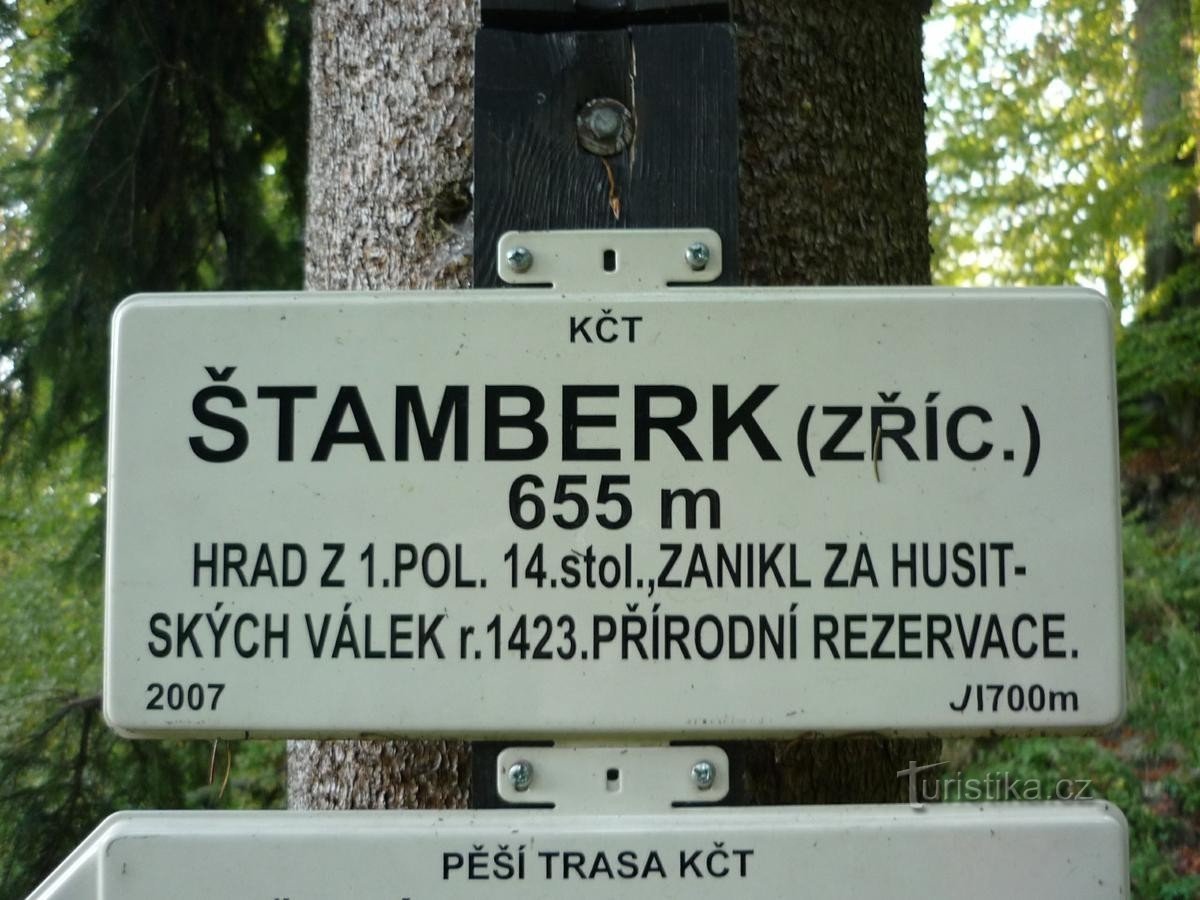 KČT
ŠTAMBERK (ZŘÍC.)
655 m
HRAD Z 1.POL. 14.stol.,ZANIKL ZA HUSIT-
SKÝCH VÁLEK r.1423.PŘÍRODNÍ REZERVACE.
2007 JI700m
Turistika.cz
PĚŠÍ TRASA KČT